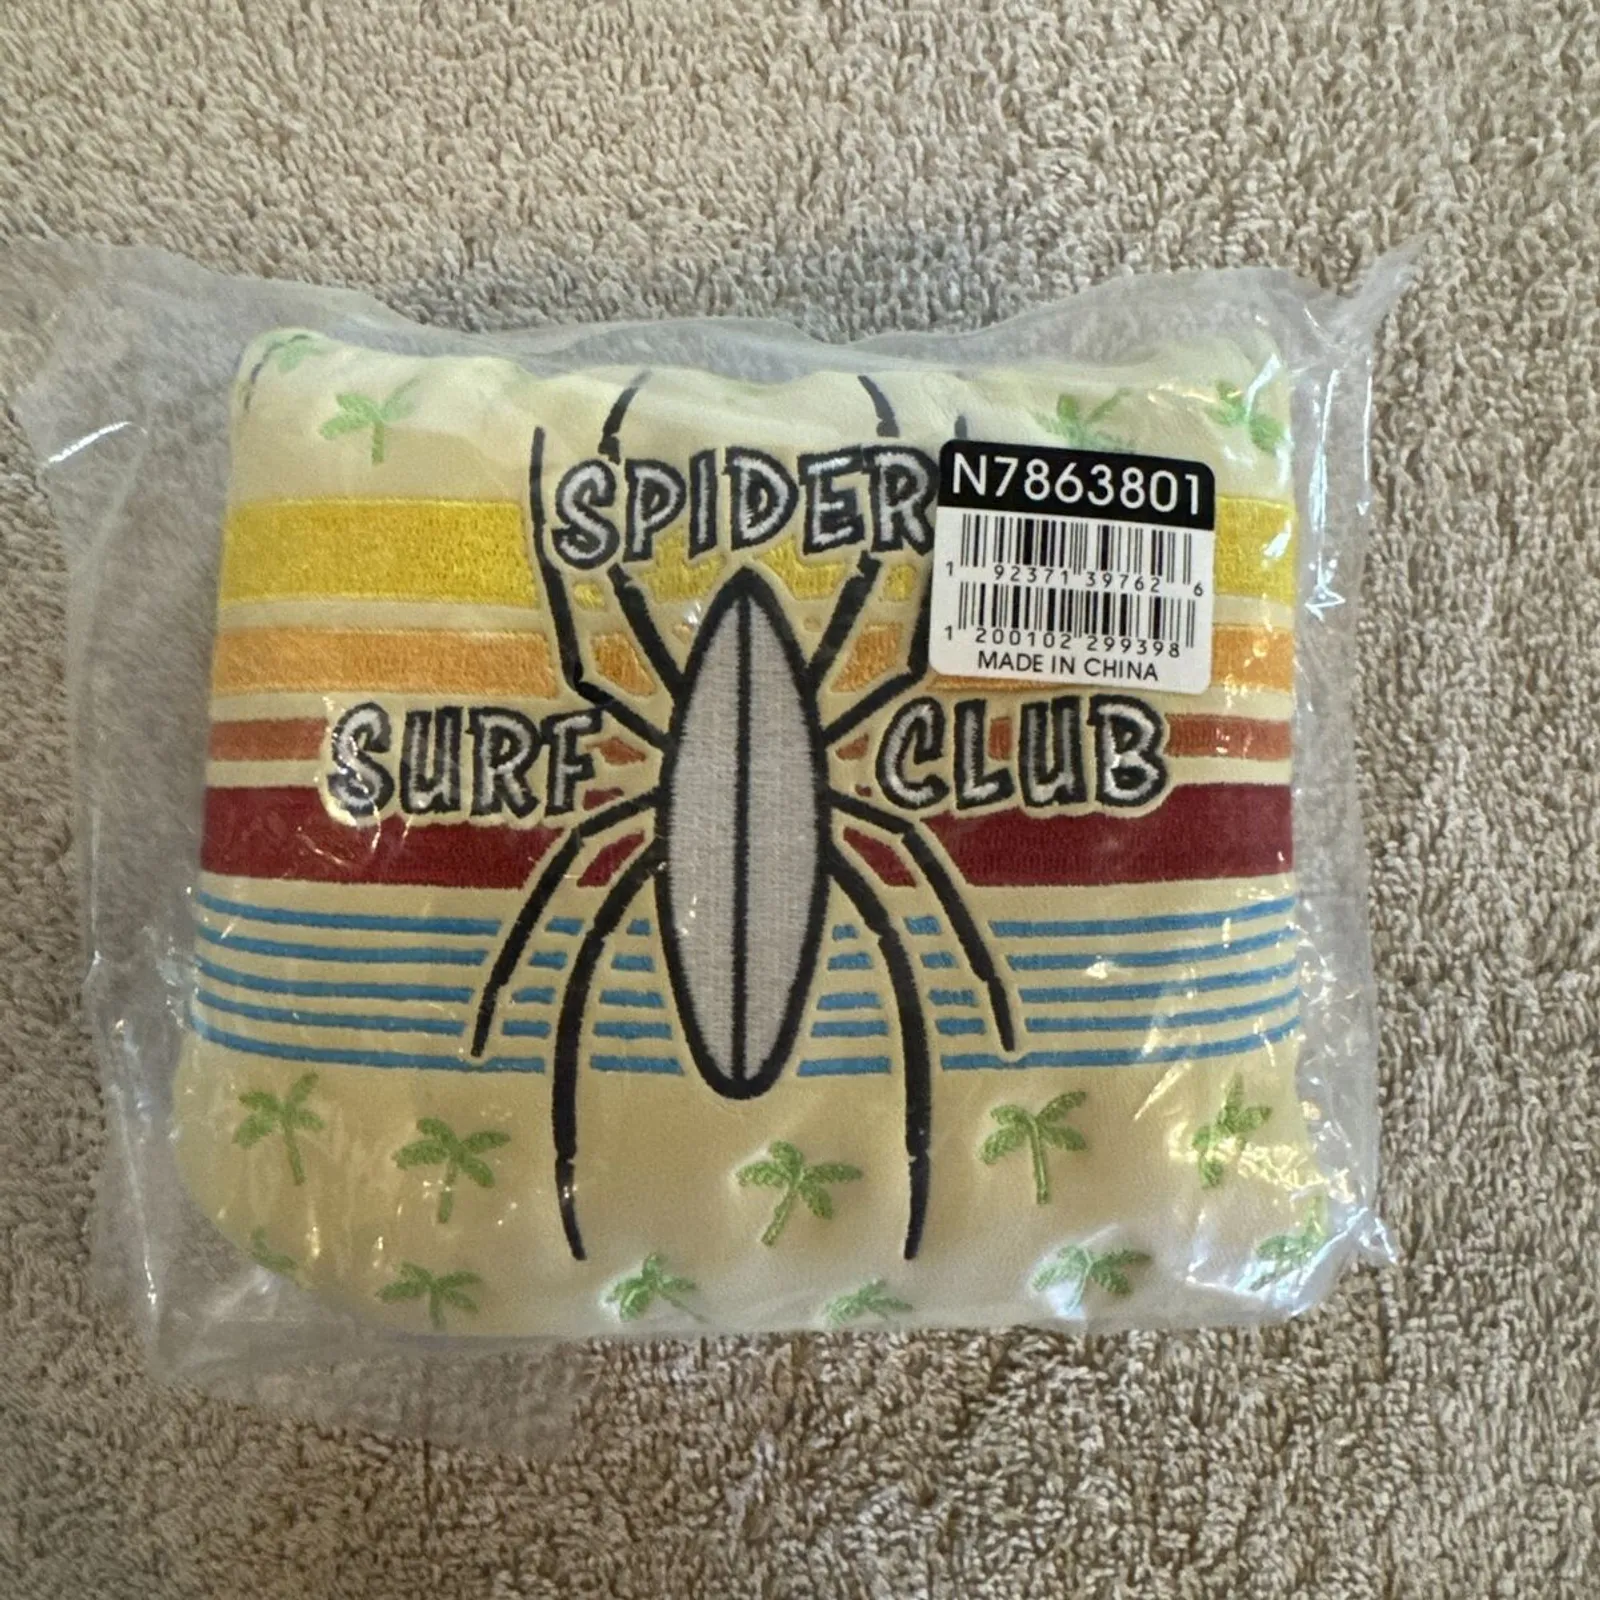 SPIDER
N7863801
1 92371 39762 6
1 200102 299398
MADE IN CHINA
SURF CLUB